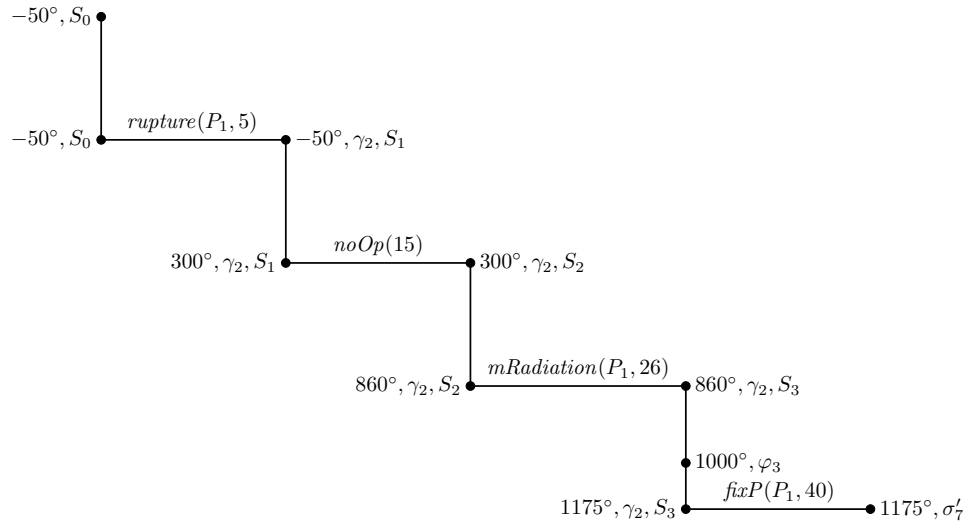 −50°, S₀
−50°, S₀ rupture(P₁, 5) −50°, γ₂, S₁
300°, γ₂, S₁ noOp(15) 300°, γ₂, S₂
860°, γ₂, S₂ mRadiation(P₁, 26) 860°, γ₂, S₃
1000°, φ₃
1175°, γ₂, S₃ fixP(P₁, 40) 1175°, σ′₇